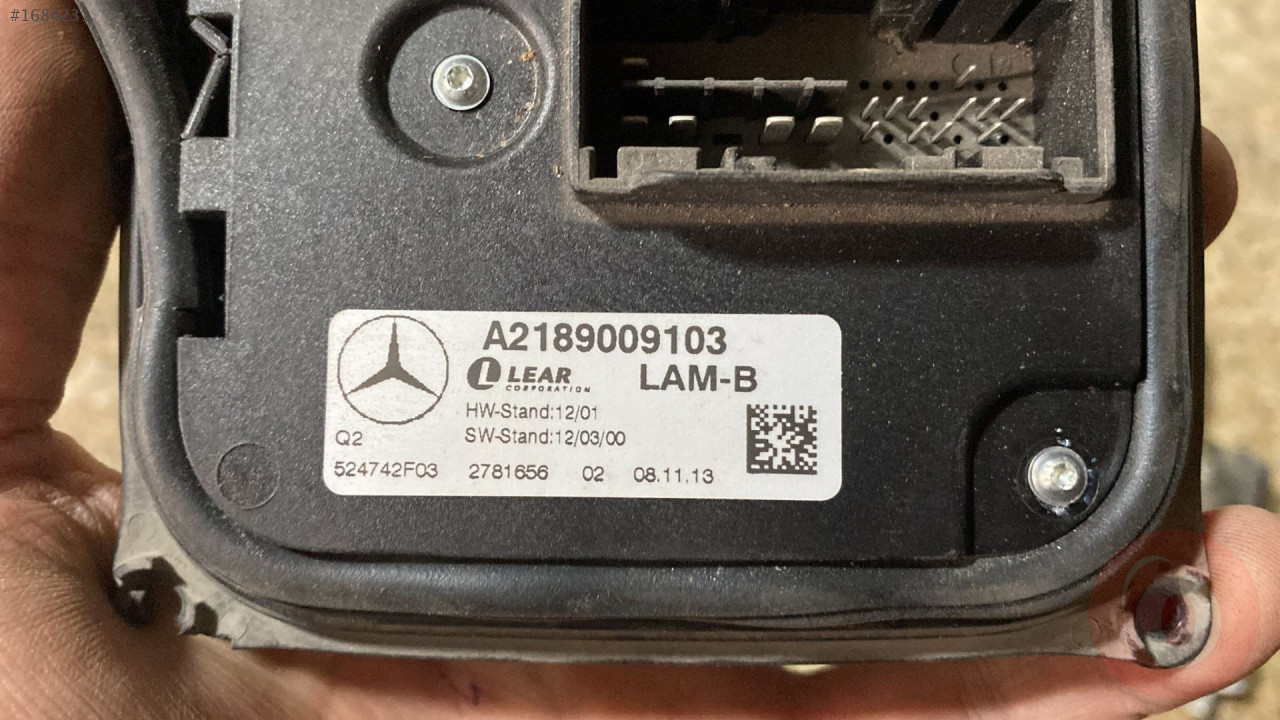 A2189009103
LEAR
CORPORATION
LAM-B
HW-Stand:12/01
Q2
SW-Stand:12/03/00
524742F03 2781656 02 08.11.13